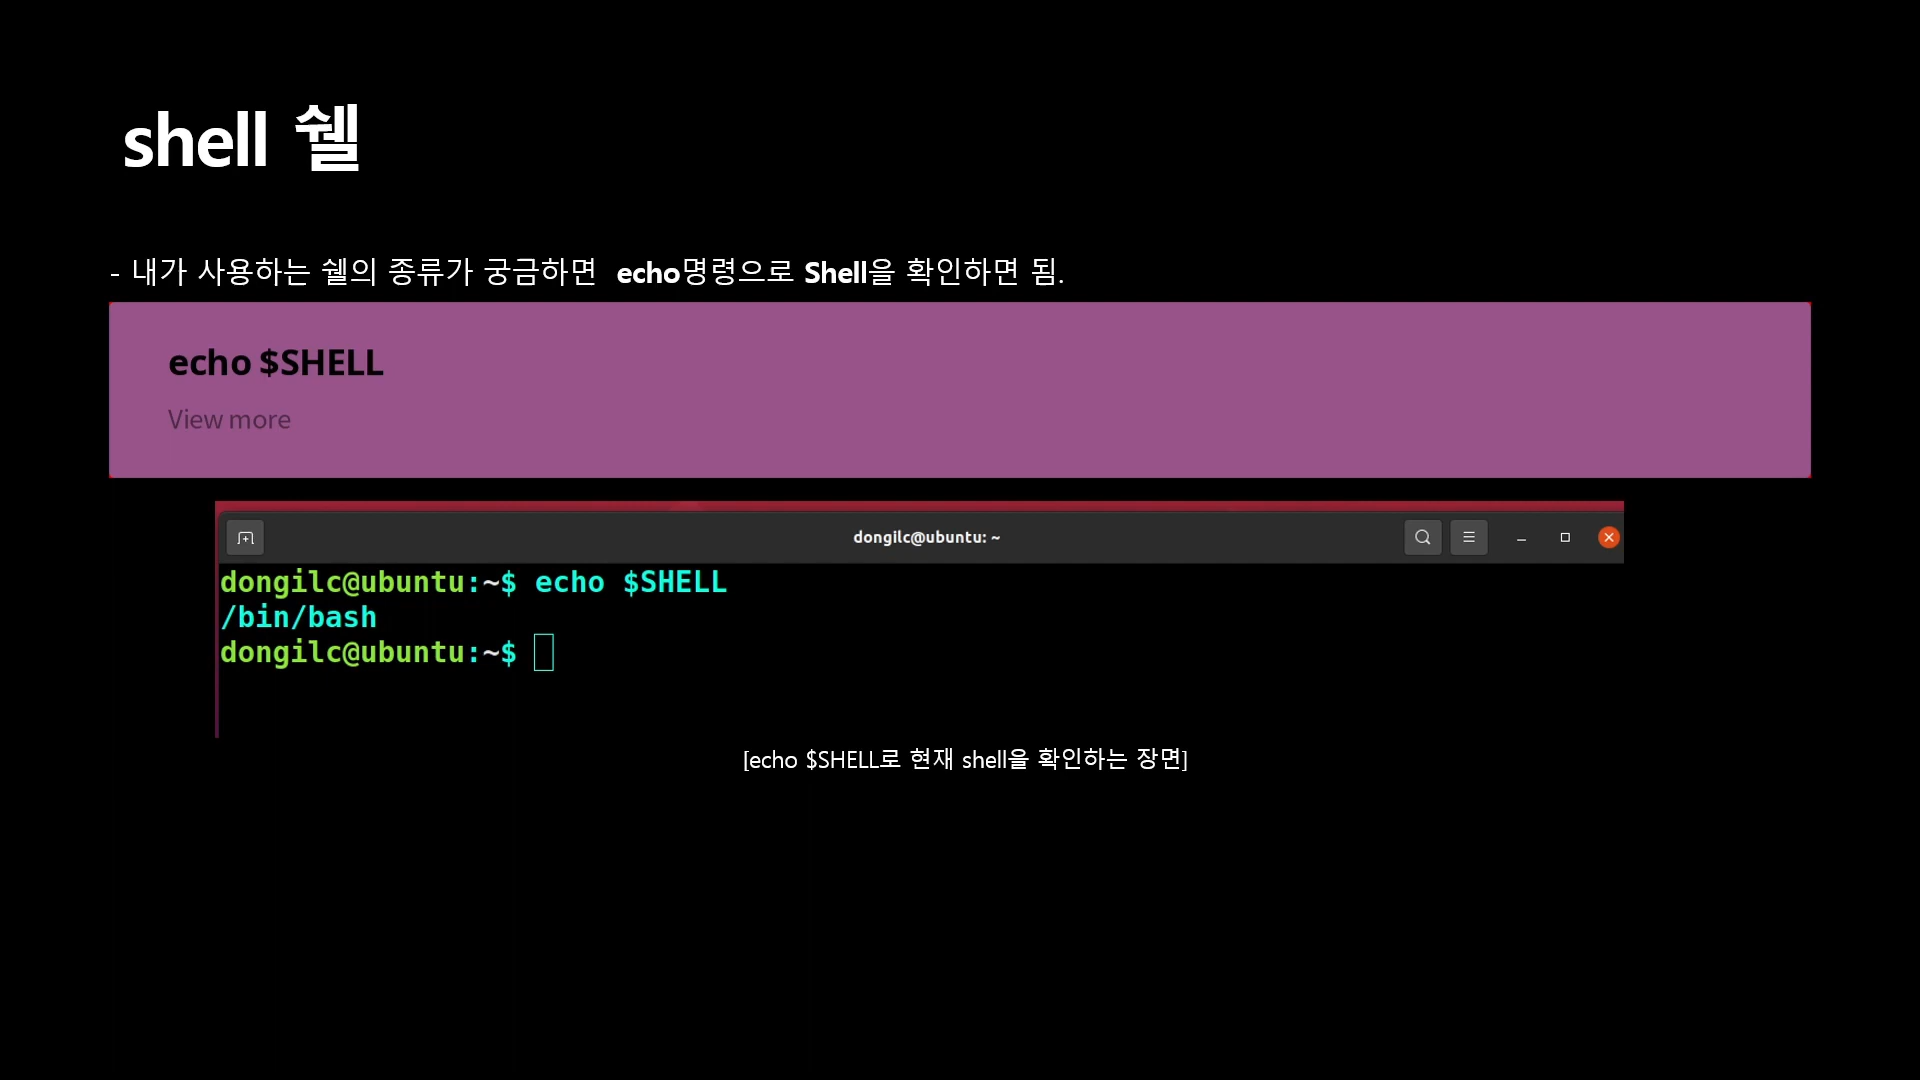 shell 쉘
- 내가 사용하는 쉘의 종류가 궁금하면 echo명령으로 Shell을 확인하면 됨.
echo $SHELL
View more
dongilc@ubuntu: ~
dongilc@ubuntu:~$ echo $SHELL
/bin/bash
dongilc@ubuntu:~$
[echo $SHELL로 현재 shell을 확인하는 장면]